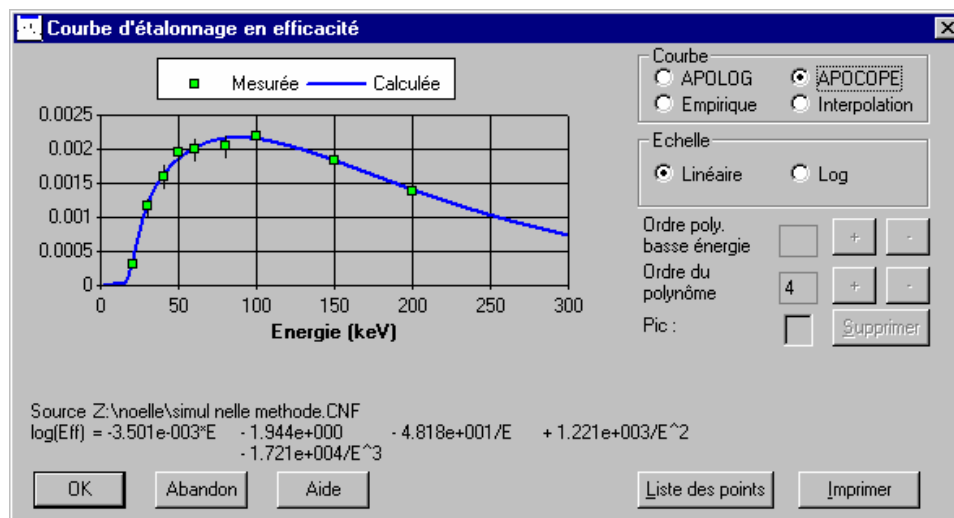 Courbe d'étalonnage en efficacité
Mesurée Calculée
0.0025
0.002
0.0015
0.001
0.0005
0
0 50 100 150 200 250 300
Energie (keV)
Courbe
APOLOG APOCOPE
Empirique Interpolation
Echelle
Linéaire Log
Ordre poly.
basse énergie + -
Ordre du
polynôme 4 + -
Pic : Supprimer
Source Z:\noelle\simul nelle methode.CNF
log(Eff) = -3.501e-003*E - 1.944e+000 - 4.818e+001/E + 1.221e+003/E^2
- 1.721e+004/E^3
OK Abandon Aide Liste des points Imprimer